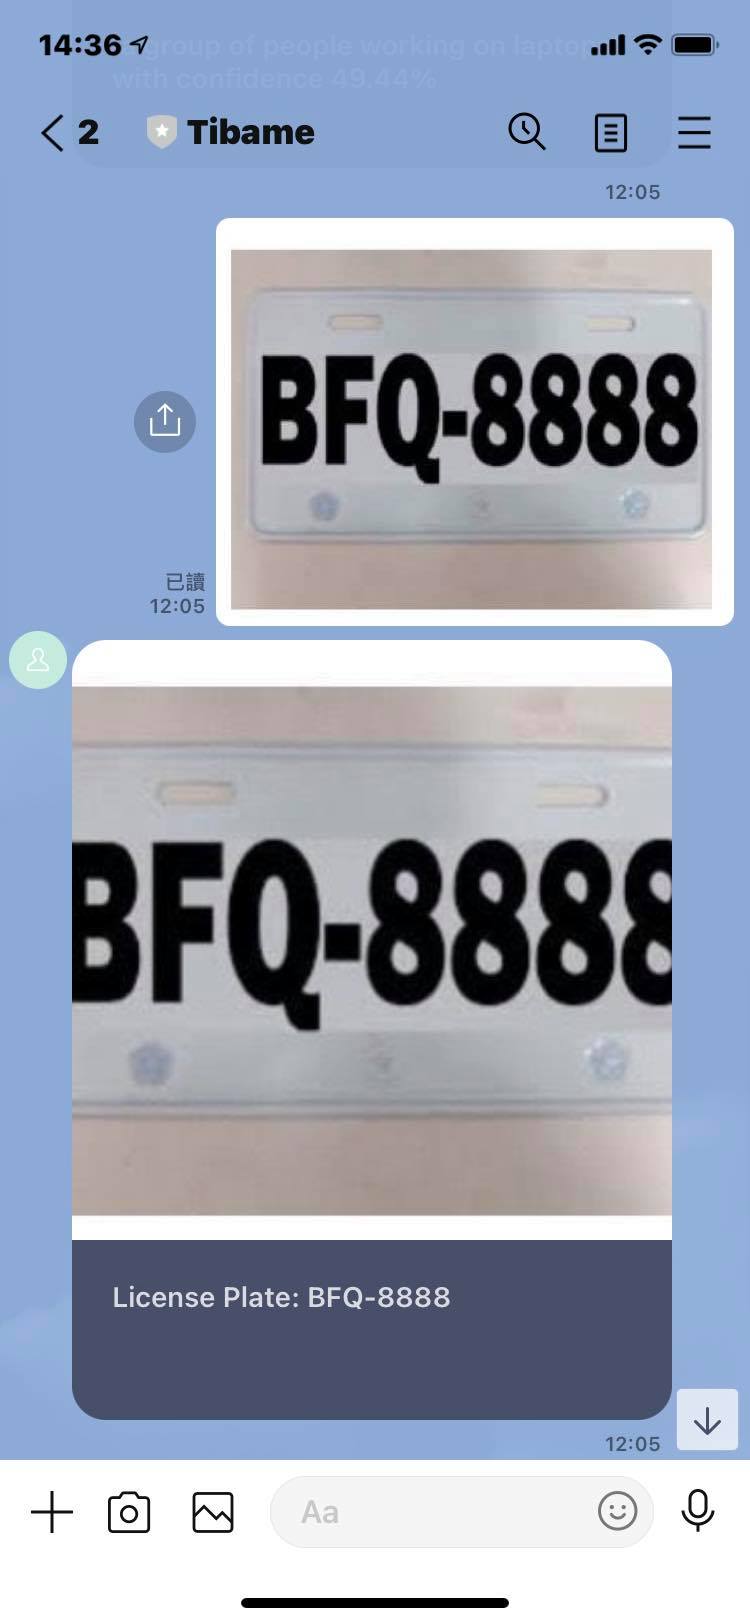 14:36
group of people working on laptop
with confidence 49.44%
2
Tibame
12:05
BFQ-8888
已讀
12:05
BFQ-8888
License Plate: BFQ-8888
12:05
Aa